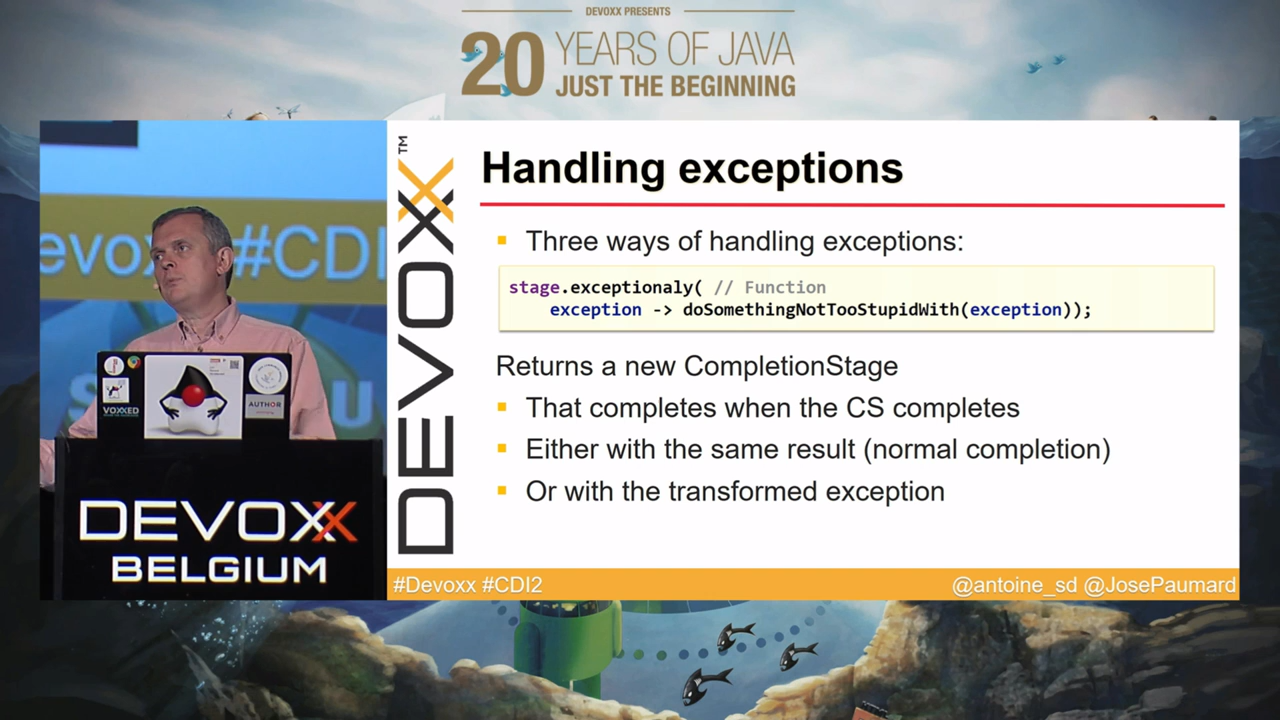 DEVOXX PRESENTS
20 YEARS OF JAVA
JUST THE BEGINNING
evox #CDI
VOXXED
AUTHOR
DEVOXX
BELGIUM
DEVOXX™
Handling exceptions
Three ways of handling exceptions:
stage.exceptionaly( // Function
exception -> doSomethingNotTooStupidWith(exception));
Returns a new CompletionStage
That completes when the CS completes
Either with the same result (normal completion)
Or with the transformed exception
#Devoxx #CDI2
@antoine_sd @JosePaumard